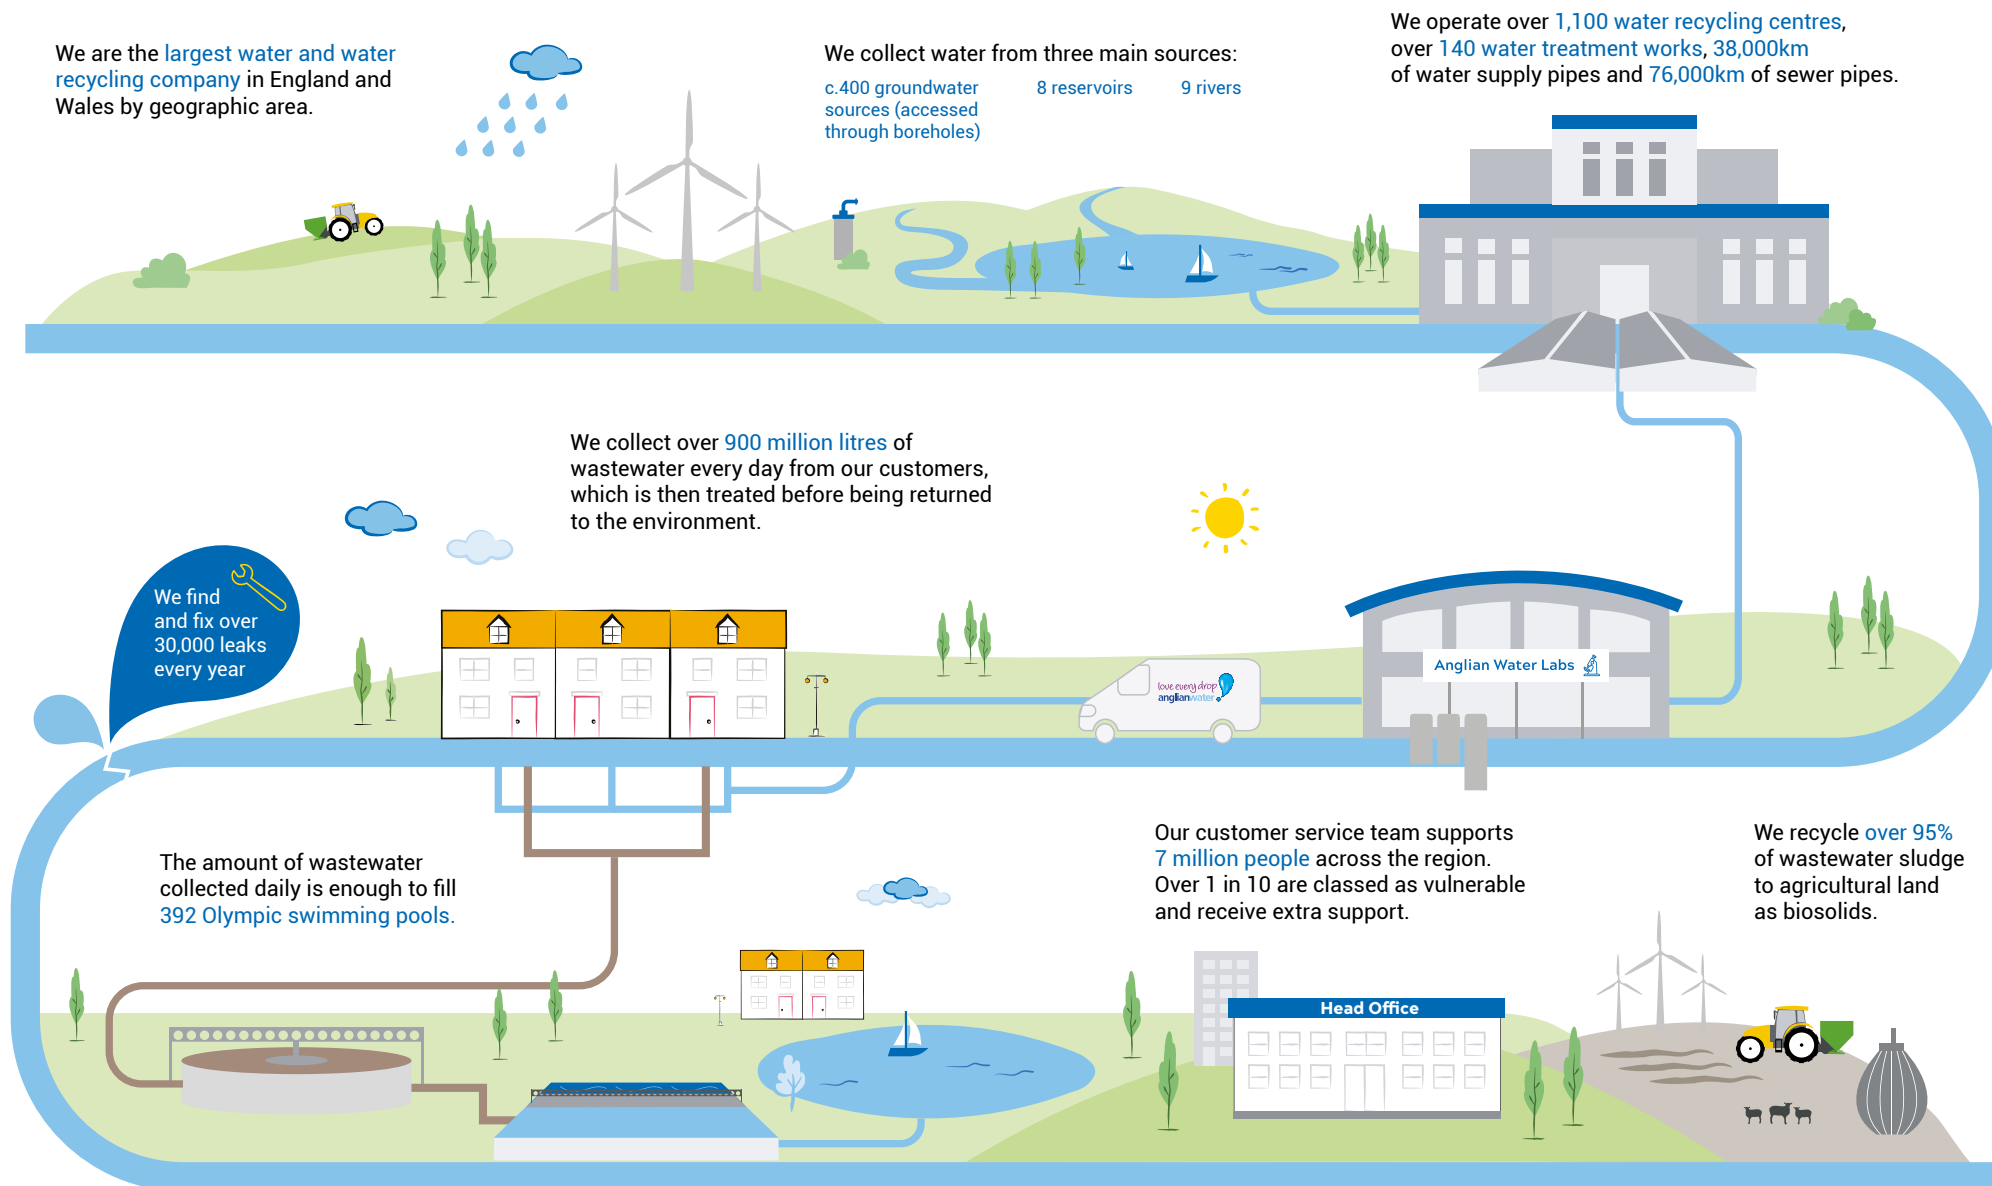 We are the largest water and water
recycling company in England and
Wales by geographic area.
We collect water from three main sources:
c.400 groundwater
sources (accessed
through boreholes)
8 reservoirs
9 rivers
We operate over 1,100 water recycling centres,
over 140 water treatment works, 38,000km
of water supply pipes and 76,000km of sewer pipes.
We collect over 900 million litres of
wastewater every day from our customers,
which is then treated before being returned
to the environment.
We find
and fix over
30,000 leaks
every year
love every drop
anglianwater
Anglian Water Labs
The amount of wastewater
collected daily is enough to fill
392 Olympic swimming pools.
Our customer service team supports
7 million people across the region.
Over 1 in 10 are classed as vulnerable
and receive extra support.
We recycle over 95%
of wastewater sludge
to agricultural land
as biosolids.
Head Office